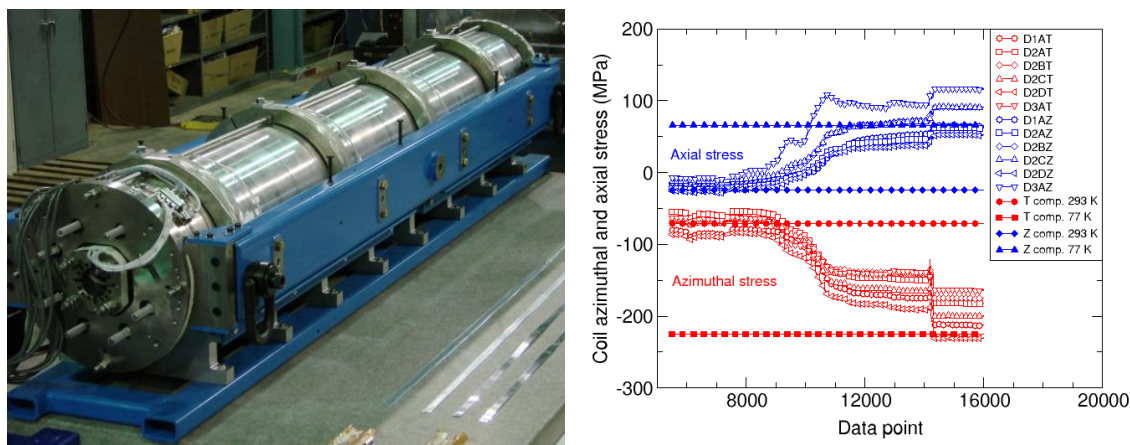 200
100
0
-100
-200
-300
Coil azimuthal and axial stress (MPa)
Axial stress
Azimuthal stress
D1AT
D2AT
D2BT
D2CT
D2DT
D3AT
D1AZ
D2AZ
D2BZ
D2CZ
D2DZ
D3AZ
T comp. 293 K
T comp. 77 K
Z comp. 293 K
Z comp. 77 K
8000 12000 16000 20000
Data point